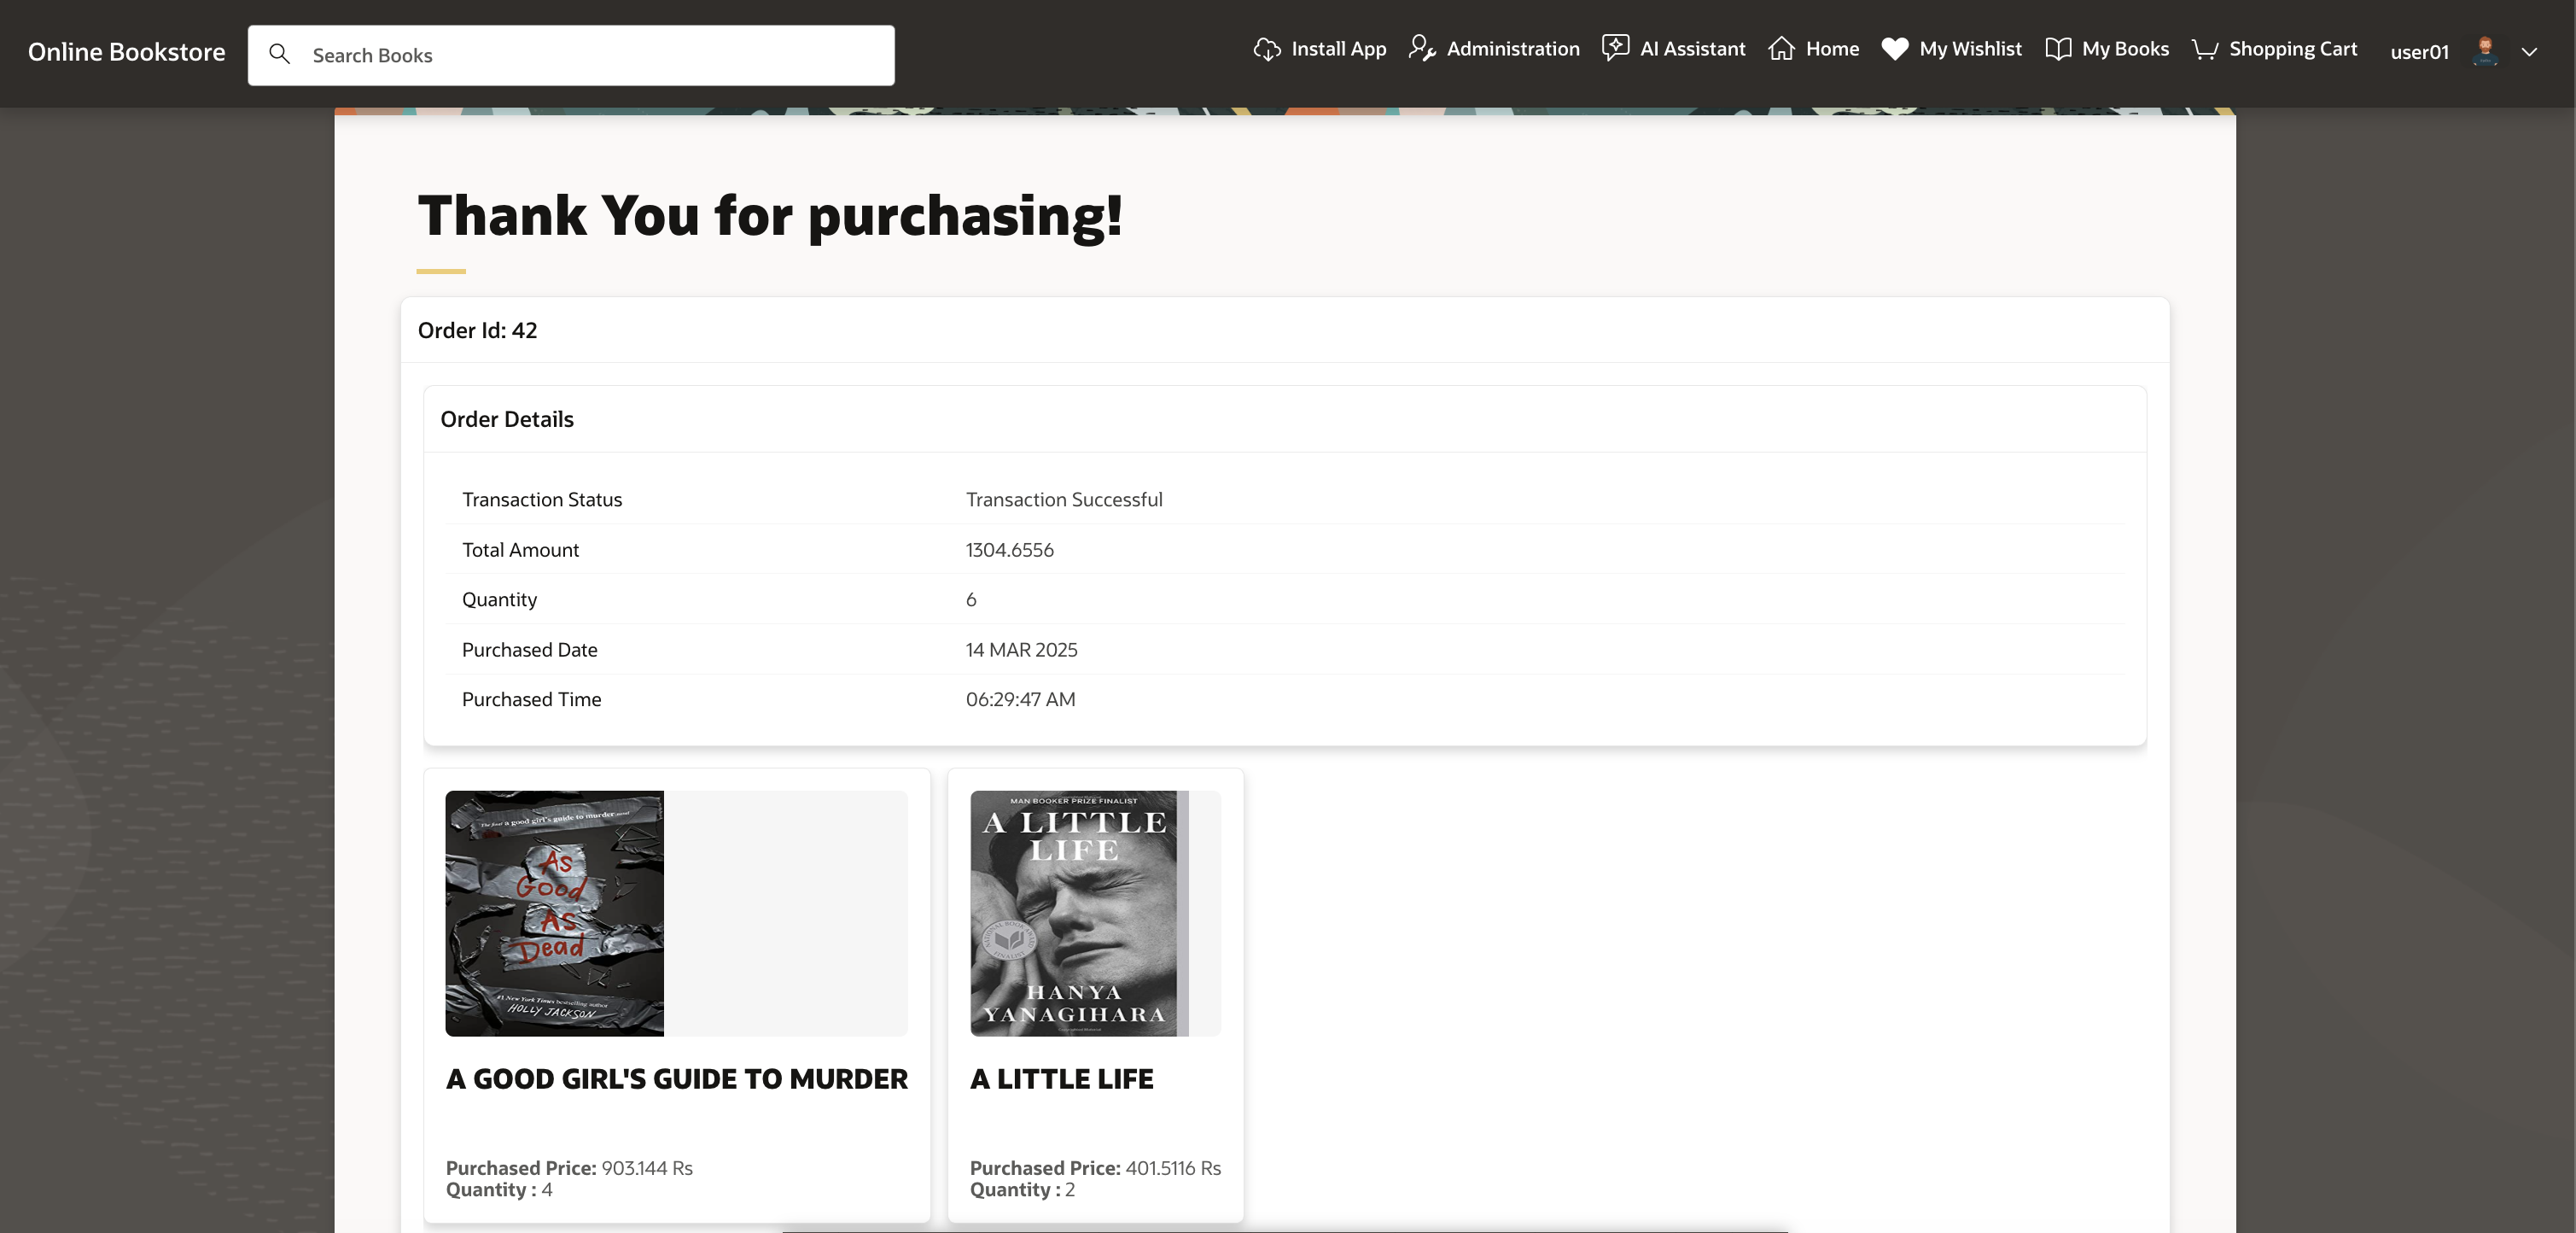 Online Bookstore
Search Books
Install App
Administration
AI Assistant
Home
My Wishlist
My Books
Shopping Cart
user01
Thank You for purchasing!
Order Id: 42
Order Details
Transaction Status Transaction Successful
Total Amount 1304.6556
Quantity 6
Purchased Date 14 MAR 2025
Purchased Time 06:29:47 AM
The final a good girl's guide to murder novel
As
Good
As
Dead
#1 New York Times bestselling author
HOLLY JACKSON
A GOOD GIRL'S GUIDE TO MURDER
Purchased Price: 903.144 Rs
Quantity : 4
MAN BOOKER PRIZE FINALIST
A LITTLE
LIFE
NATIONAL BOOK AWARD
FINALIST
HANYA
YANAGIHARA
A LITTLE LIFE
Purchased Price: 401.5116 Rs
Quantity : 2